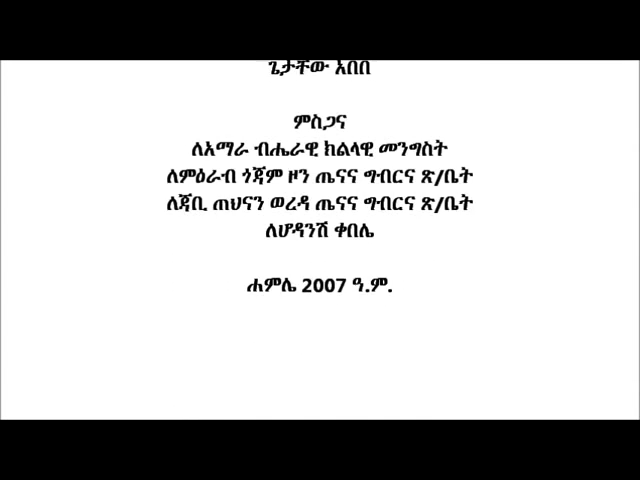 ጌታቸው አበበ
ምስጋና
ለአማራ ብሔራዊ ክልላዊ መንግስት
ለምዕራብ ጎጃም ዞን ጤናና ግብርና ጽ/ቤት
ለጃቢ ጠህናን ወረዳ ጤናና ግብርና ጽ/ቤት
ለሆዳንሽ ቀበሌ
ሐምሌ 2007 ዓ.ም.